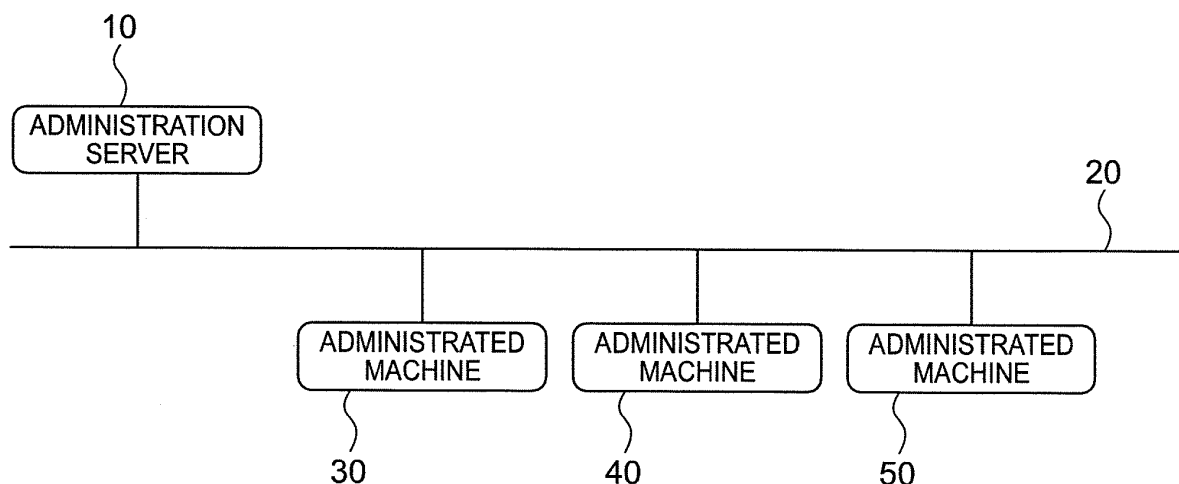 10
ADMINISTRATION
SERVER
20
ADMINISTRATED
MACHINE
ADMINISTRATED
MACHINE
ADMINISTRATED
MACHINE
30
40
50